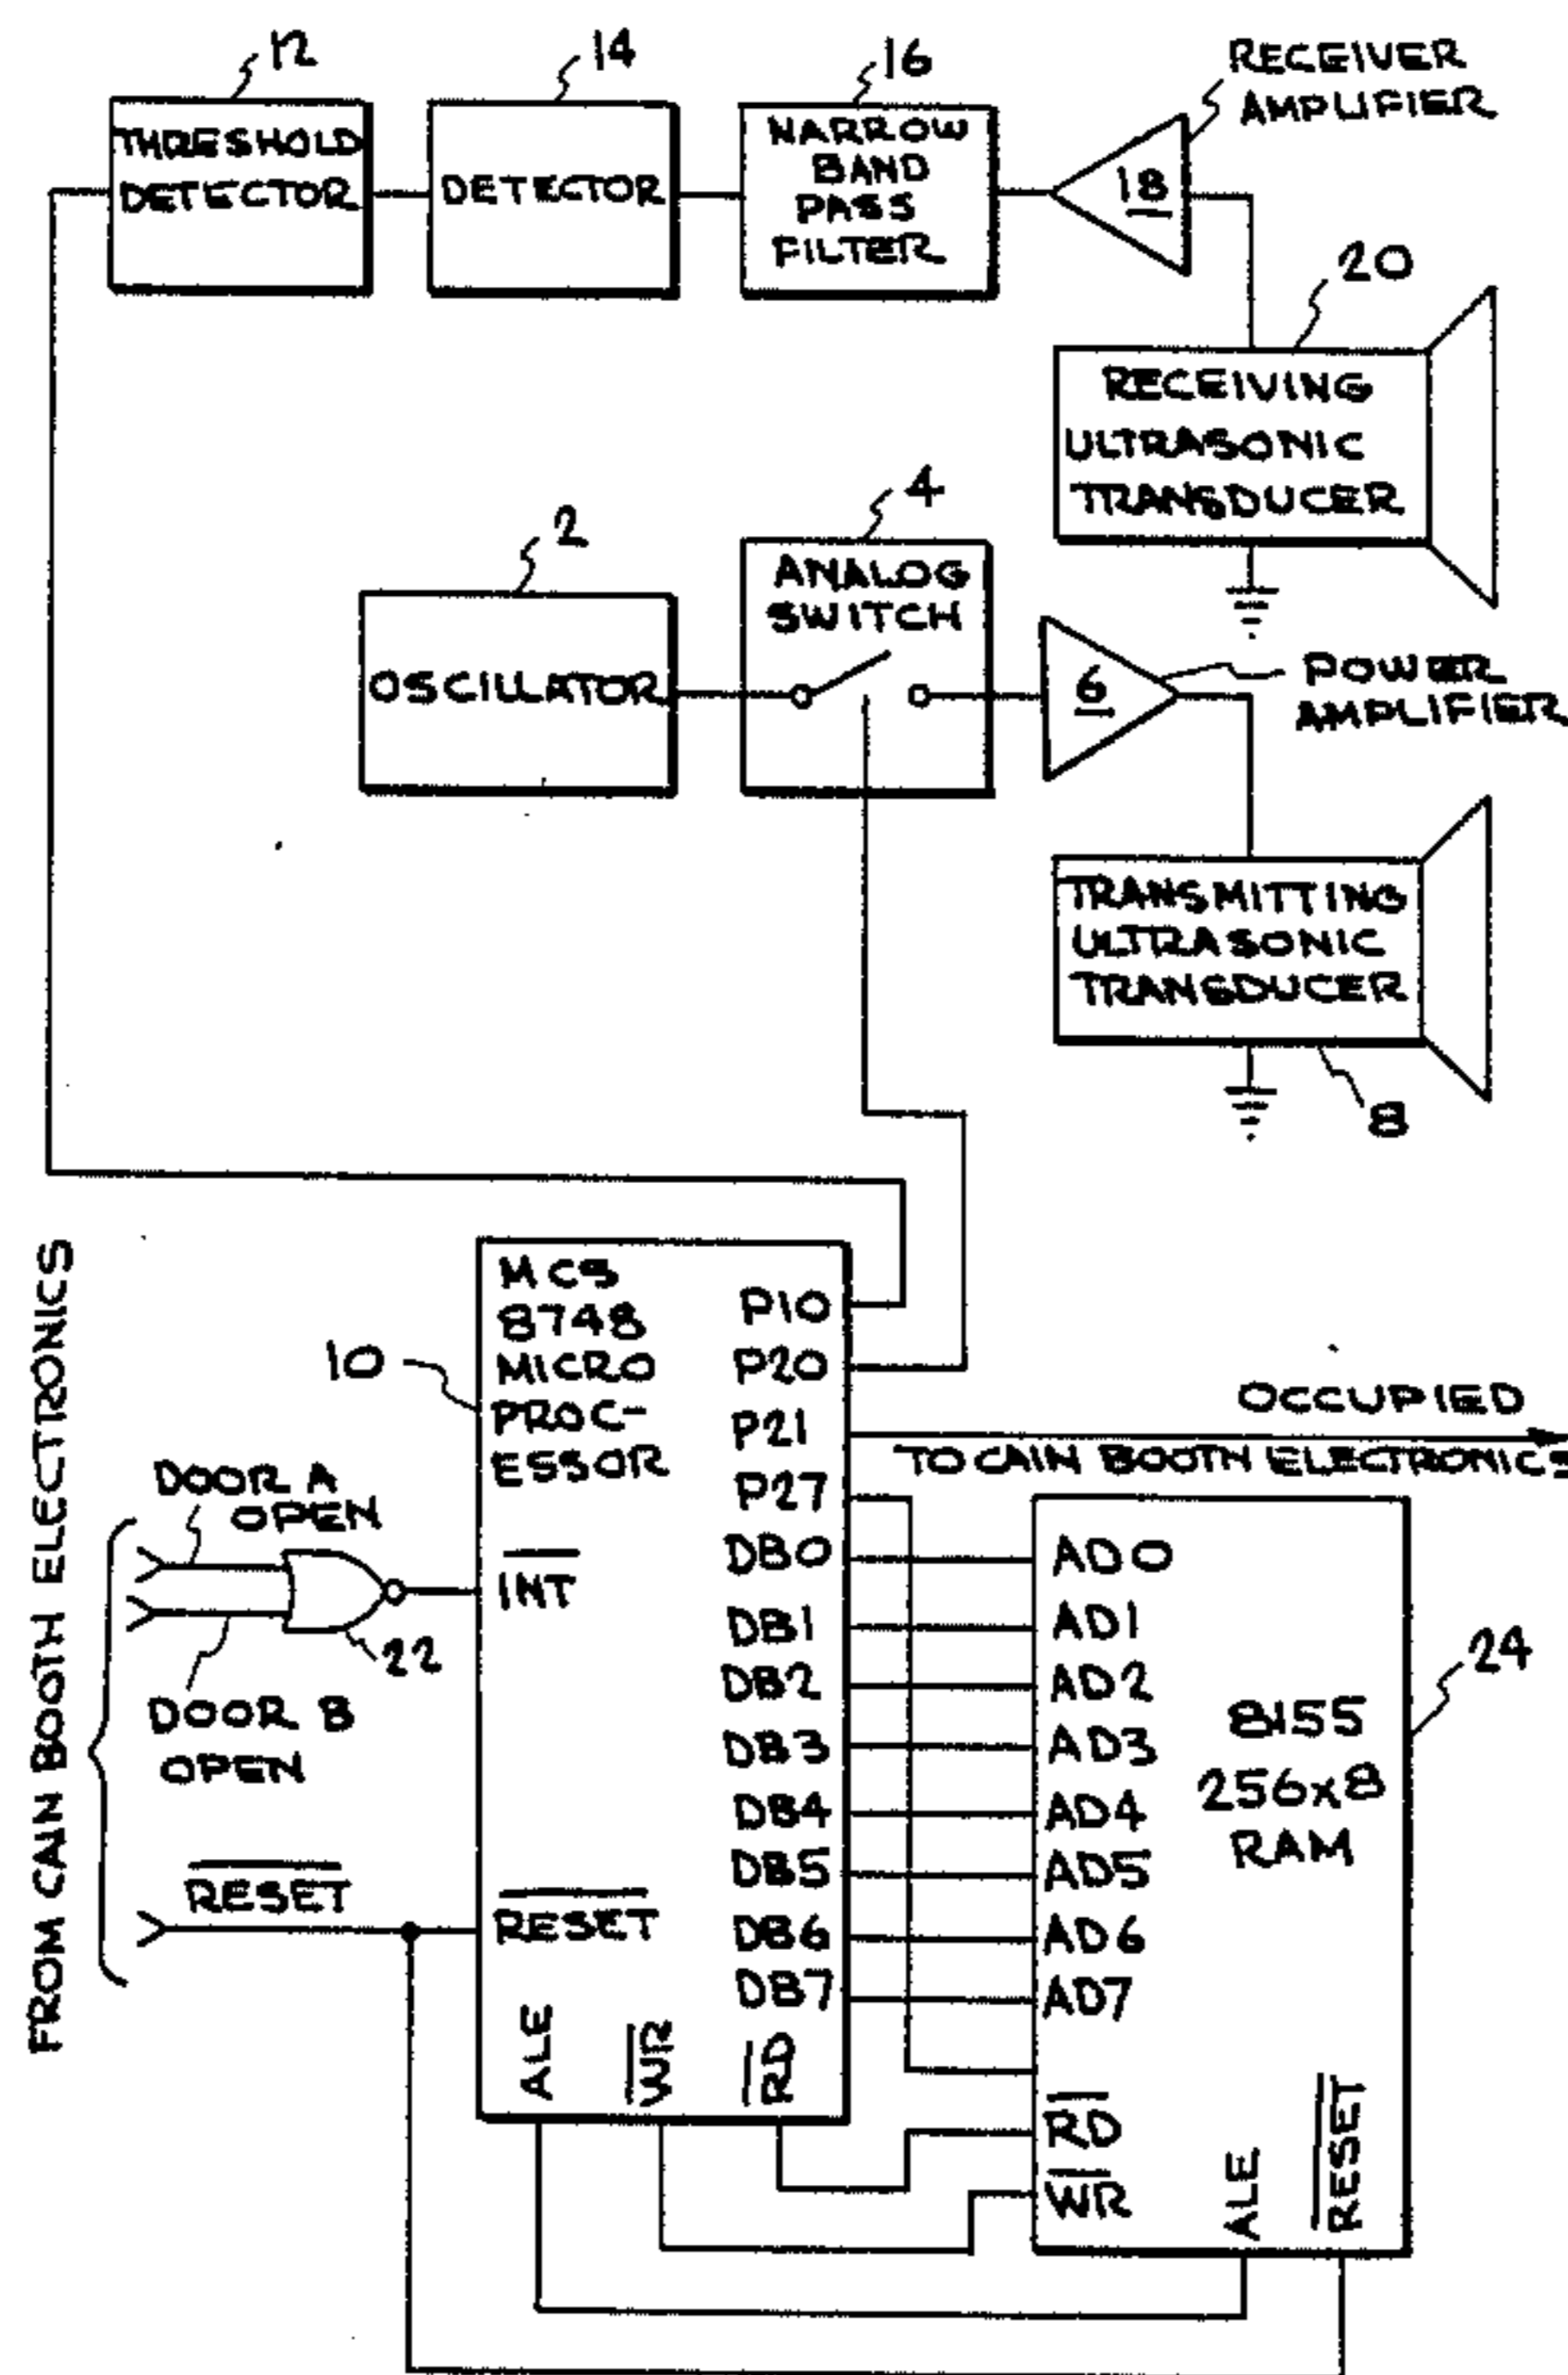 12
14
16
RECEIVER
AMPLIFIER
THRESHOLD
DETECTOR
DETECTOR
NARROW
BAND
PASS
FILTER
18
20
RECEIVING
ULTRASONIC
TRANSDUCER
2
4
OSCILLATOR
ANALOG
SWITCH
6
POWER
AMPLIFIER
TRANSMITTING
ULTRASONIC
TRANSDUCER
8
FROM CAIN BOOTH ELECTRONICS
10
MCS
8748
MICRO
PROC-
ESSOR
P10
P20
P21
P27
OCCUPIED
TO CAIN BOOTH ELECTRONICS
DOOR A
OPEN
DOOR B
OPEN
22
INT
RESET
RESET
DB0
DB1
DB2
DB3
DB4
DB5
DB6
DB7
ALE
WR
RD
AD0
AD1
AD2
AD3
AD4
AD5
AD6
AD7
8155
256x8
RAM
24
RD
WR
ALE
RESET